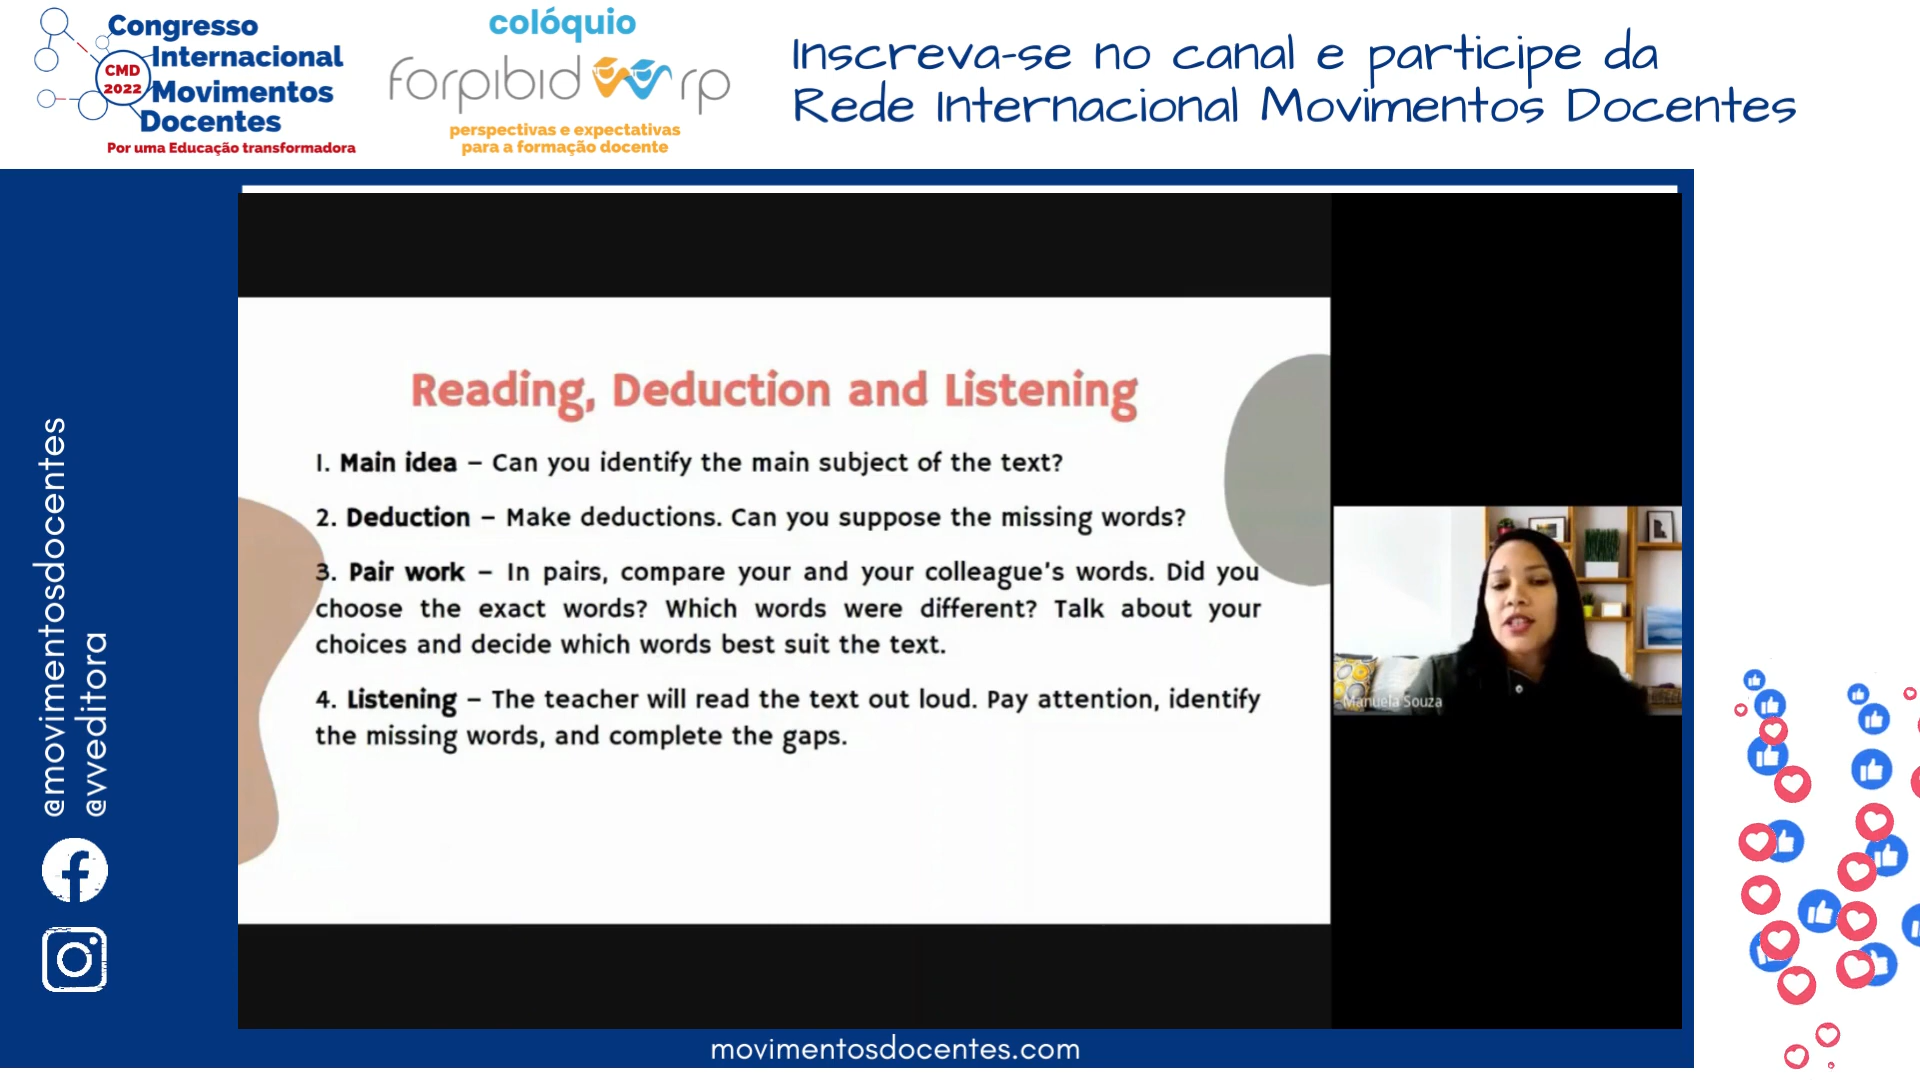 Congresso
Internacional
CMD
2022
Movimentos
Docentes
Por uma Educação transformadora
colóquio
forpibid rp
perspectivas e expectativas
para a formação docente
Inscreva-se no canal e participe da
Rede Internacional Movimentos Docentes
@movimentosdocentes
@vveditora
Reading, Deduction and Listening
1. Main idea – Can you identify the main subject of the text?
2. Deduction – Make deductions. Can you suppose the missing words?
3. Pair work – In pairs, compare your and your colleague's words. Did you
choose the exact words? Which words were different? Talk about your
choices and decide which words best suit the text.
4. Listening – The teacher will read the text out loud. Pay attention, identify
the missing words, and complete the gaps.
Manuela Souza
movimentosdocentes.com